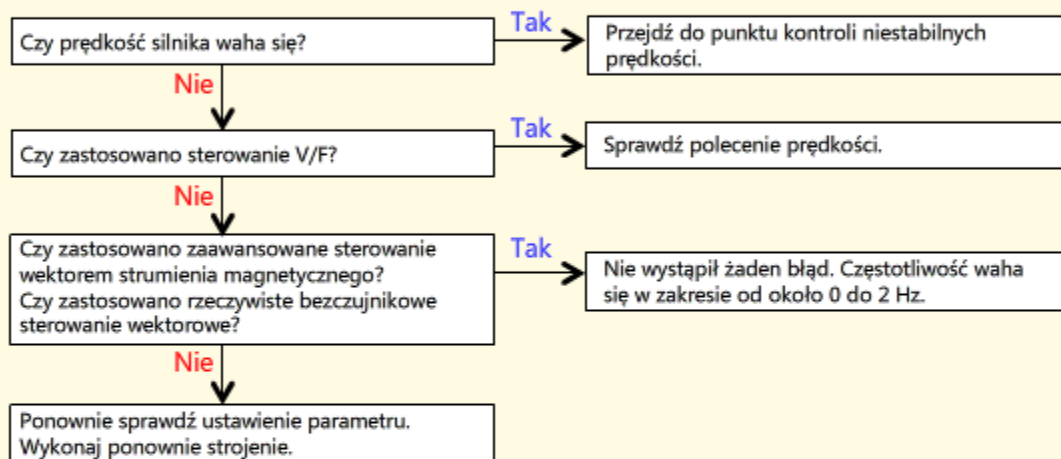 Czy prędkość silnika waha się?
Tak
Przejdź do punktu kontroli niestabilnych
prędkości.
Nie
Czy zastosowano sterowanie V/F?
Tak
Sprawdź polecenie prędkości.
Nie
Czy zastosowano zaawansowane sterowanie
wektorem strumienia magnetycznego?
Czy zastosowano rzeczywiste bezczujnikowe
sterowanie wektorowe?
Tak
Nie wystąpił żaden błąd. Częstotliwość waha
się w zakresie od około 0 do 2 Hz.
Nie
Ponownie sprawdź ustawienie parametru.
Wykonaj ponownie strojenie.